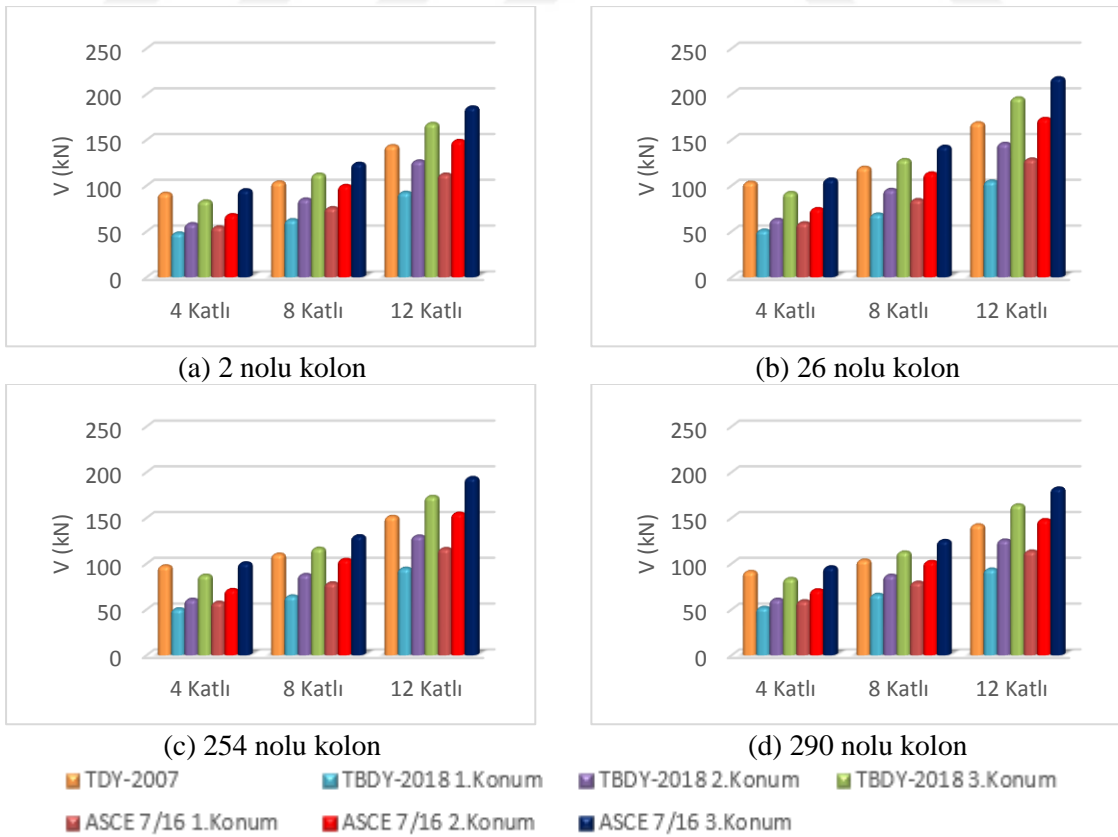 250
200
150
100
50
0
V (kN)
4 Katlı 8 Katlı 12 Katlı
(a) 2 nolu kolon
250
200
150
100
50
0
V (kN)
4 Katlı 8 Katlı 12 Katlı
(b) 26 nolu kolon
250
200
150
100
50
0
V (kN)
4 Katlı 8 Katlı 12 Katlı
(c) 254 nolu kolon
250
200
150
100
50
0
V (kN)
4 Katlı 8 Katlı 12 Katlı
(d) 290 nolu kolon
TDY-2007 TBDY-2018 1.Konum TBDY-2018 2.Konum TBDY-2018 3.Konum
ASCE 7/16 1.Konum ASCE 7/16 2.Konum ASCE 7/16 3.Konum